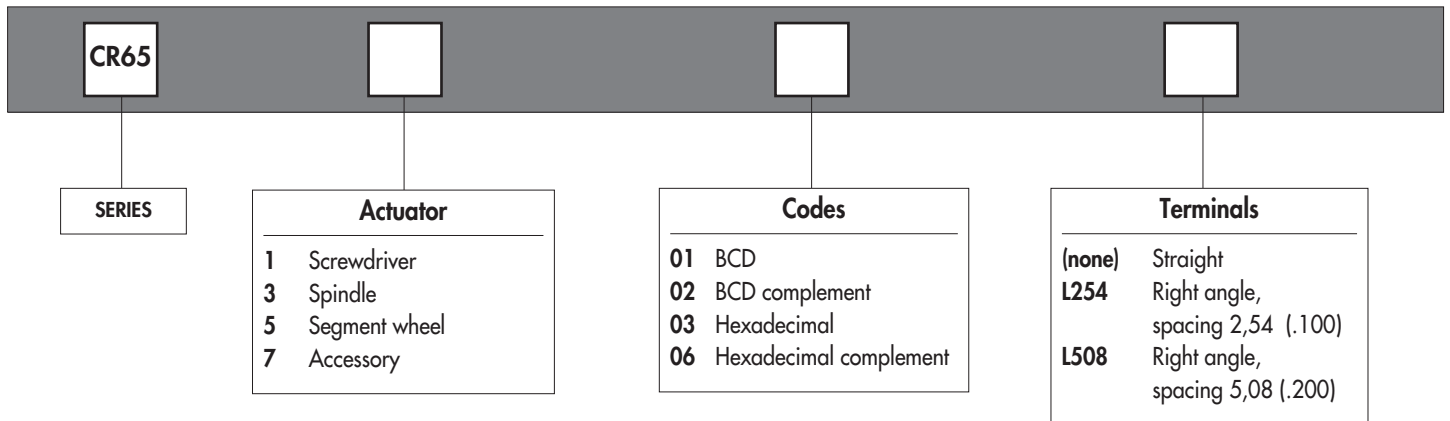 CR65
SERIES
Actuator
1 Screwdriver
3 Spindle
5 Segment wheel
7 Accessory
Codes
01 BCD
02 BCD complement
03 Hexadecimal
06 Hexadecimal complement
Terminals
(none) Straight
L254 Right angle,
spacing 2,54 (.100)
L508 Right angle,
spacing 5,08 (.200)